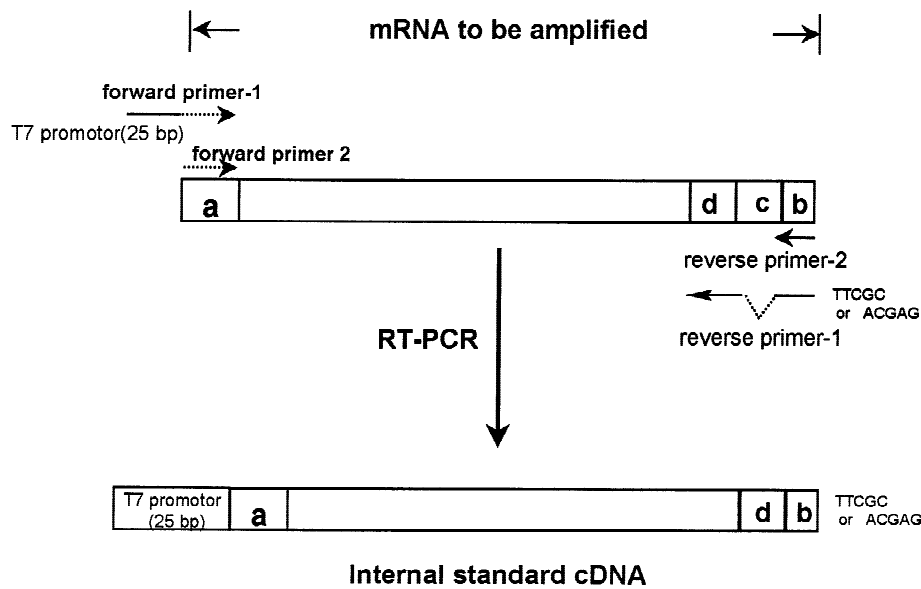 mRNA to be amplified
forward primer-1
T7 promotor(25 bp)
forward primer 2
a
d c b
reverse primer-2
TTCGC
or ACGAG
reverse primer-1
RT-PCR
T7 promotor
(25 bp)
a
d b
TTCGC
or ACGAG
Internal standard cDNA